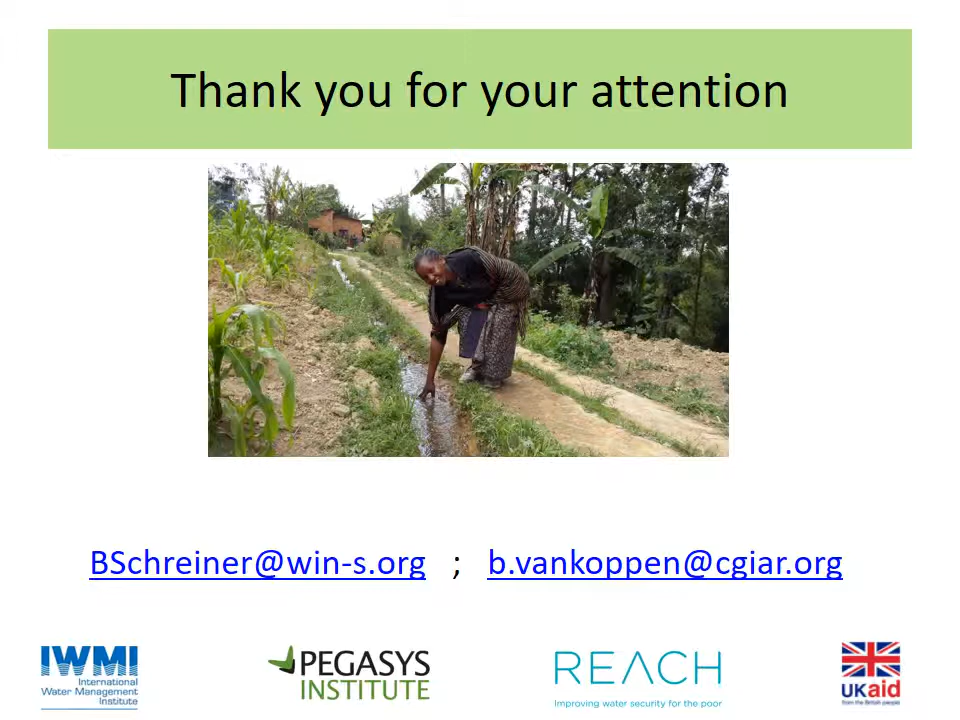 Thank you for your attention
BSchreiner@win-s.org ; b.vankoppen@cgiar.org
IWMI
International
Water Management
Institute
PEGASYS
INSTITUTE
REACH
Improving water security for the poor
UKaid
from the British people